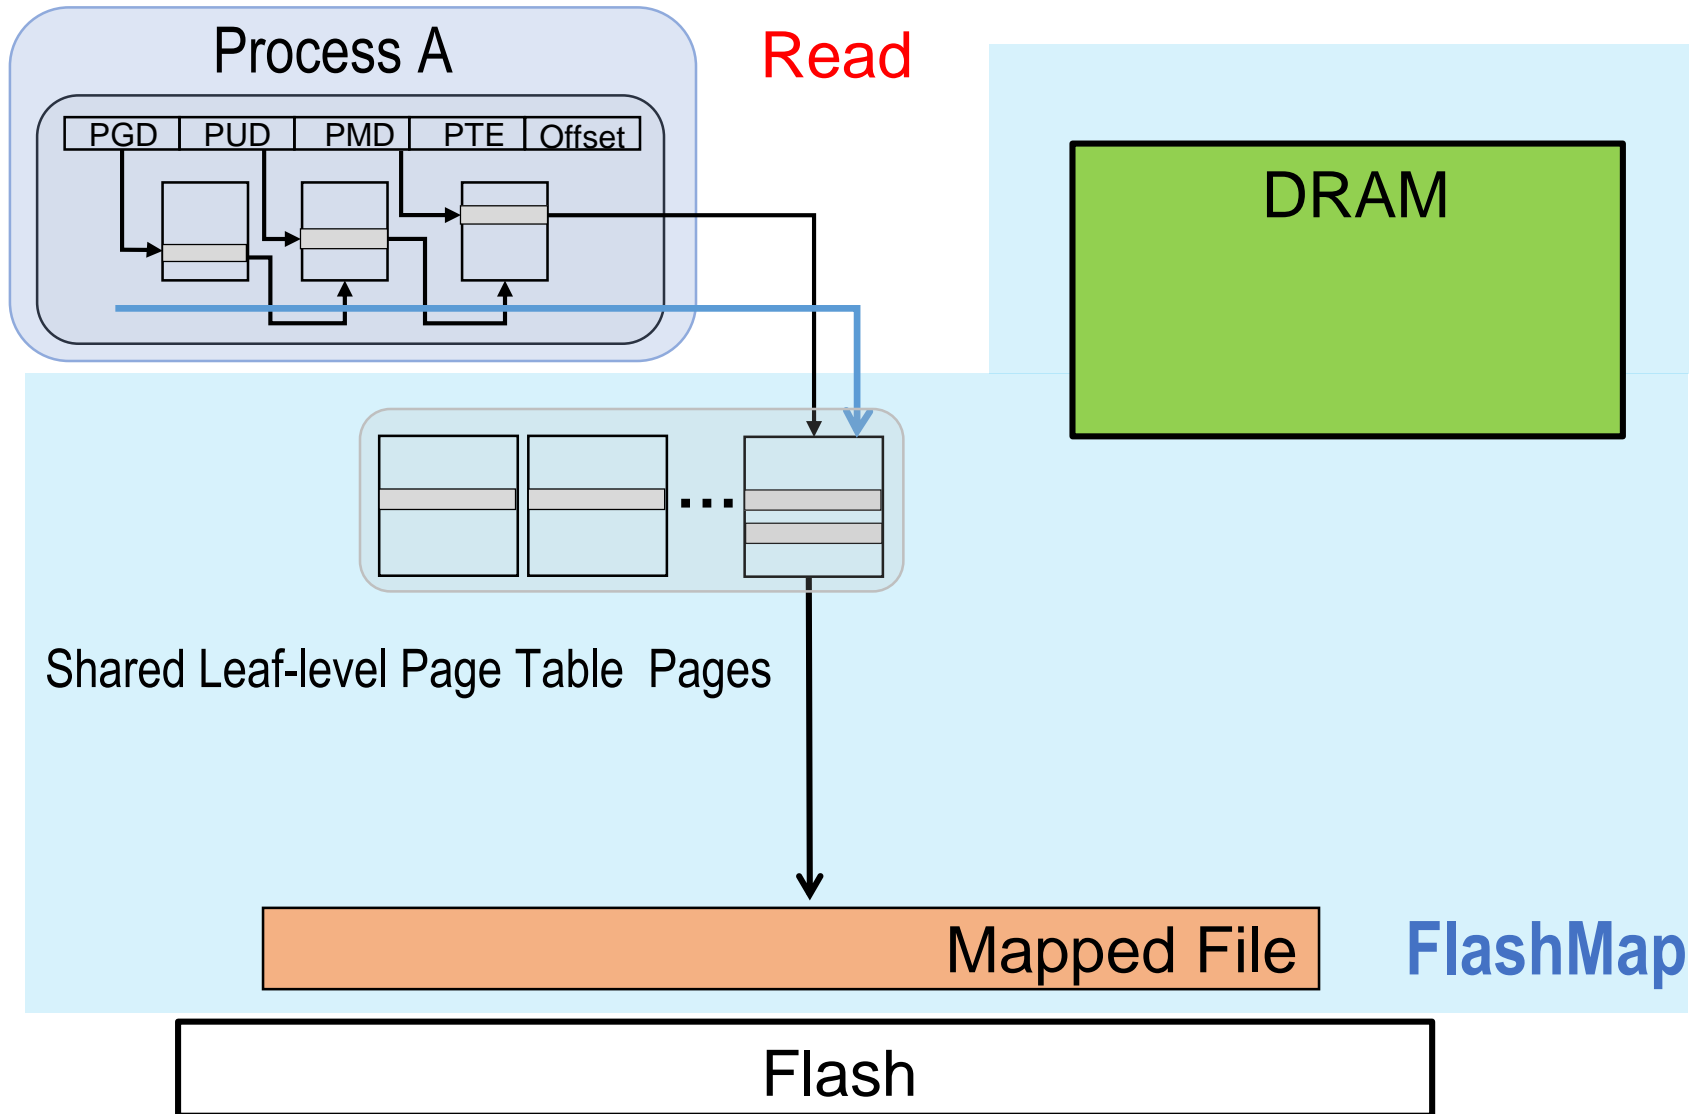 Process A
Read
PGD PUD PMD PTE Offset
DRAM
...
Shared Leaf-level Page Table Pages
Mapped File
FlashMap
Flash